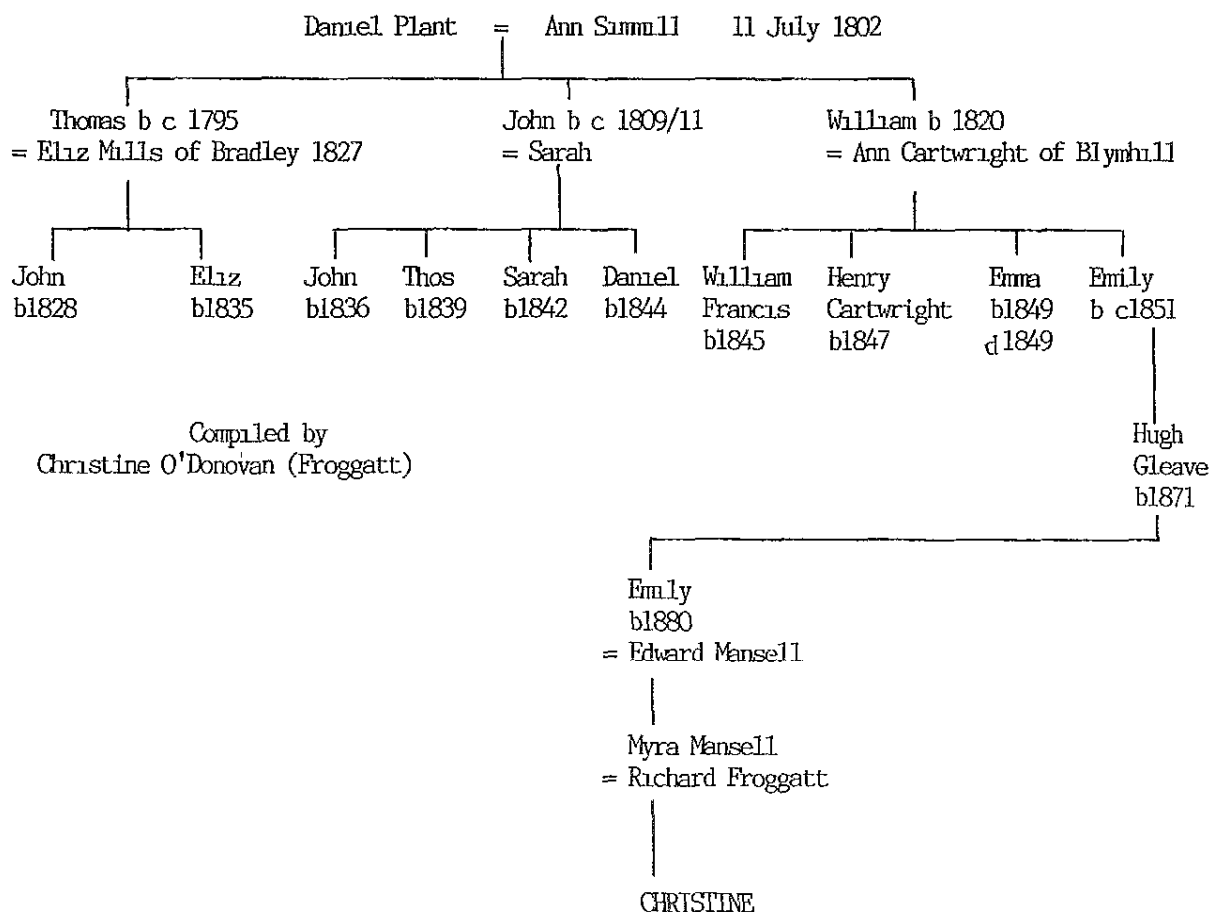 Daniel Plant = Ann Simmill 11 July 1802
Thomas b c 1795
= Eliz Mills of Bradley 1827
John b c 1809/11
= Sarah
William b 1820
= Ann Cartwright of Blymhill
John
b1828
Eliz
b1835
John
b1836
Thos
b1839
Sarah
b1842
Daniel
b1844
William
Francis
b1845
Henry
Cartwright
b1847
Emma
b1849
d 1849
Emily
b c1851
Compiled by
Christine O'Donovan (Froggatt)
Hugh
Gleave
b1871
Emily
b1880
= Edward Mansell
Myra Mansell
= Richard Froggatt
CHRISTINE